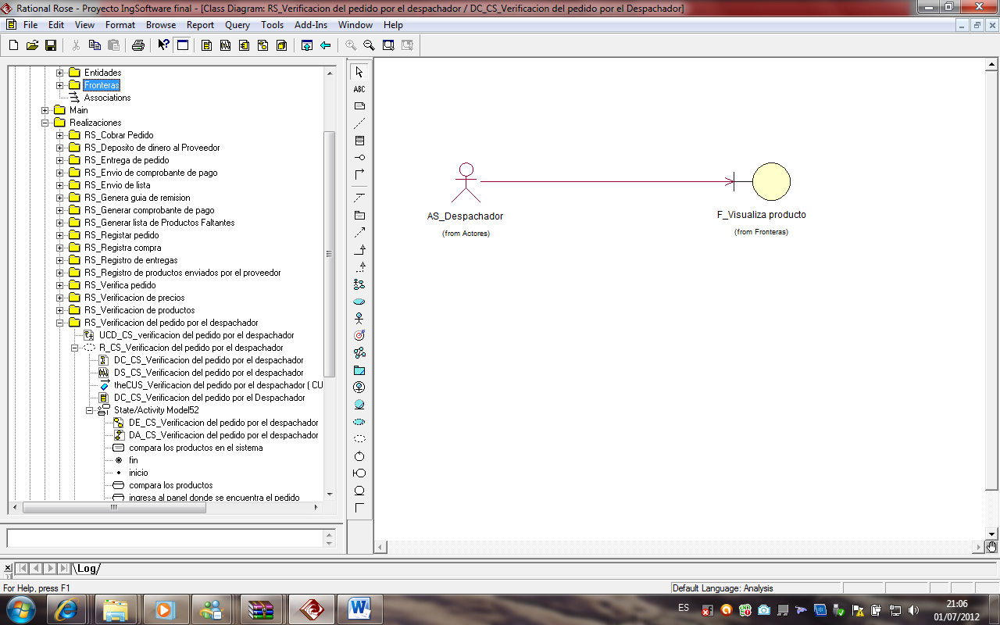 Rational Rose - Proyecto IngSoftware final - [Class Diagram: RS_Verificacion del pedido por el despachador / DC_CS_Verificacion del pedido por el Despachador]
File Edit View Format Browse Report Query Tools Add-Ins Window Help
Entidades
Fronteras
Associations
Main
Realizaciones
RS_Cobrar Pedido
RS_Deposito de dinero al Proveedor
RS_Entrega de pedido
RS_Envio de comprobante de pago
RS_Envio de lista
RS_Genera guia de remision
RS_Generar comprobante de pago
RS_Generar lista de Productos Faltantes
RS_Registar pedido
RS_Registra compra
RS_Registro de entregas
RS_Registro de productos enviados por el proveedor
RS_Verifica pedido
RS_Verificacion de precios
RS_Verificacion de productos
RS_Verificacion del pedido por el despachador
UCD_CS_verificacion del pedido por el despachador
R_CS_Verificacion del pedido por el despachador
DC_CS_Verificacion del pedido por el despachador
DS_CS_Verificacion del pedido por el despachador
theCUS_Verificacion del pedido por el despachador ( CU
DC_CS_Verificacion del pedido por el Despachador
State/Activity Model52
DE_CS_Verificacion del pedido por el despachador
DA_CS_Verificacion del pedido por el despachador
compara los productos en el sistema
fin
inicio
compara los productos
ingresa al panel donde se encuentra el pedido
ABC
AS_Despachador
(from Actores)
F_Visualiza producto
(from Fronteras)
Log
For Help, press F1
Default Language: Analysis
ES
21:06
01/07/2012